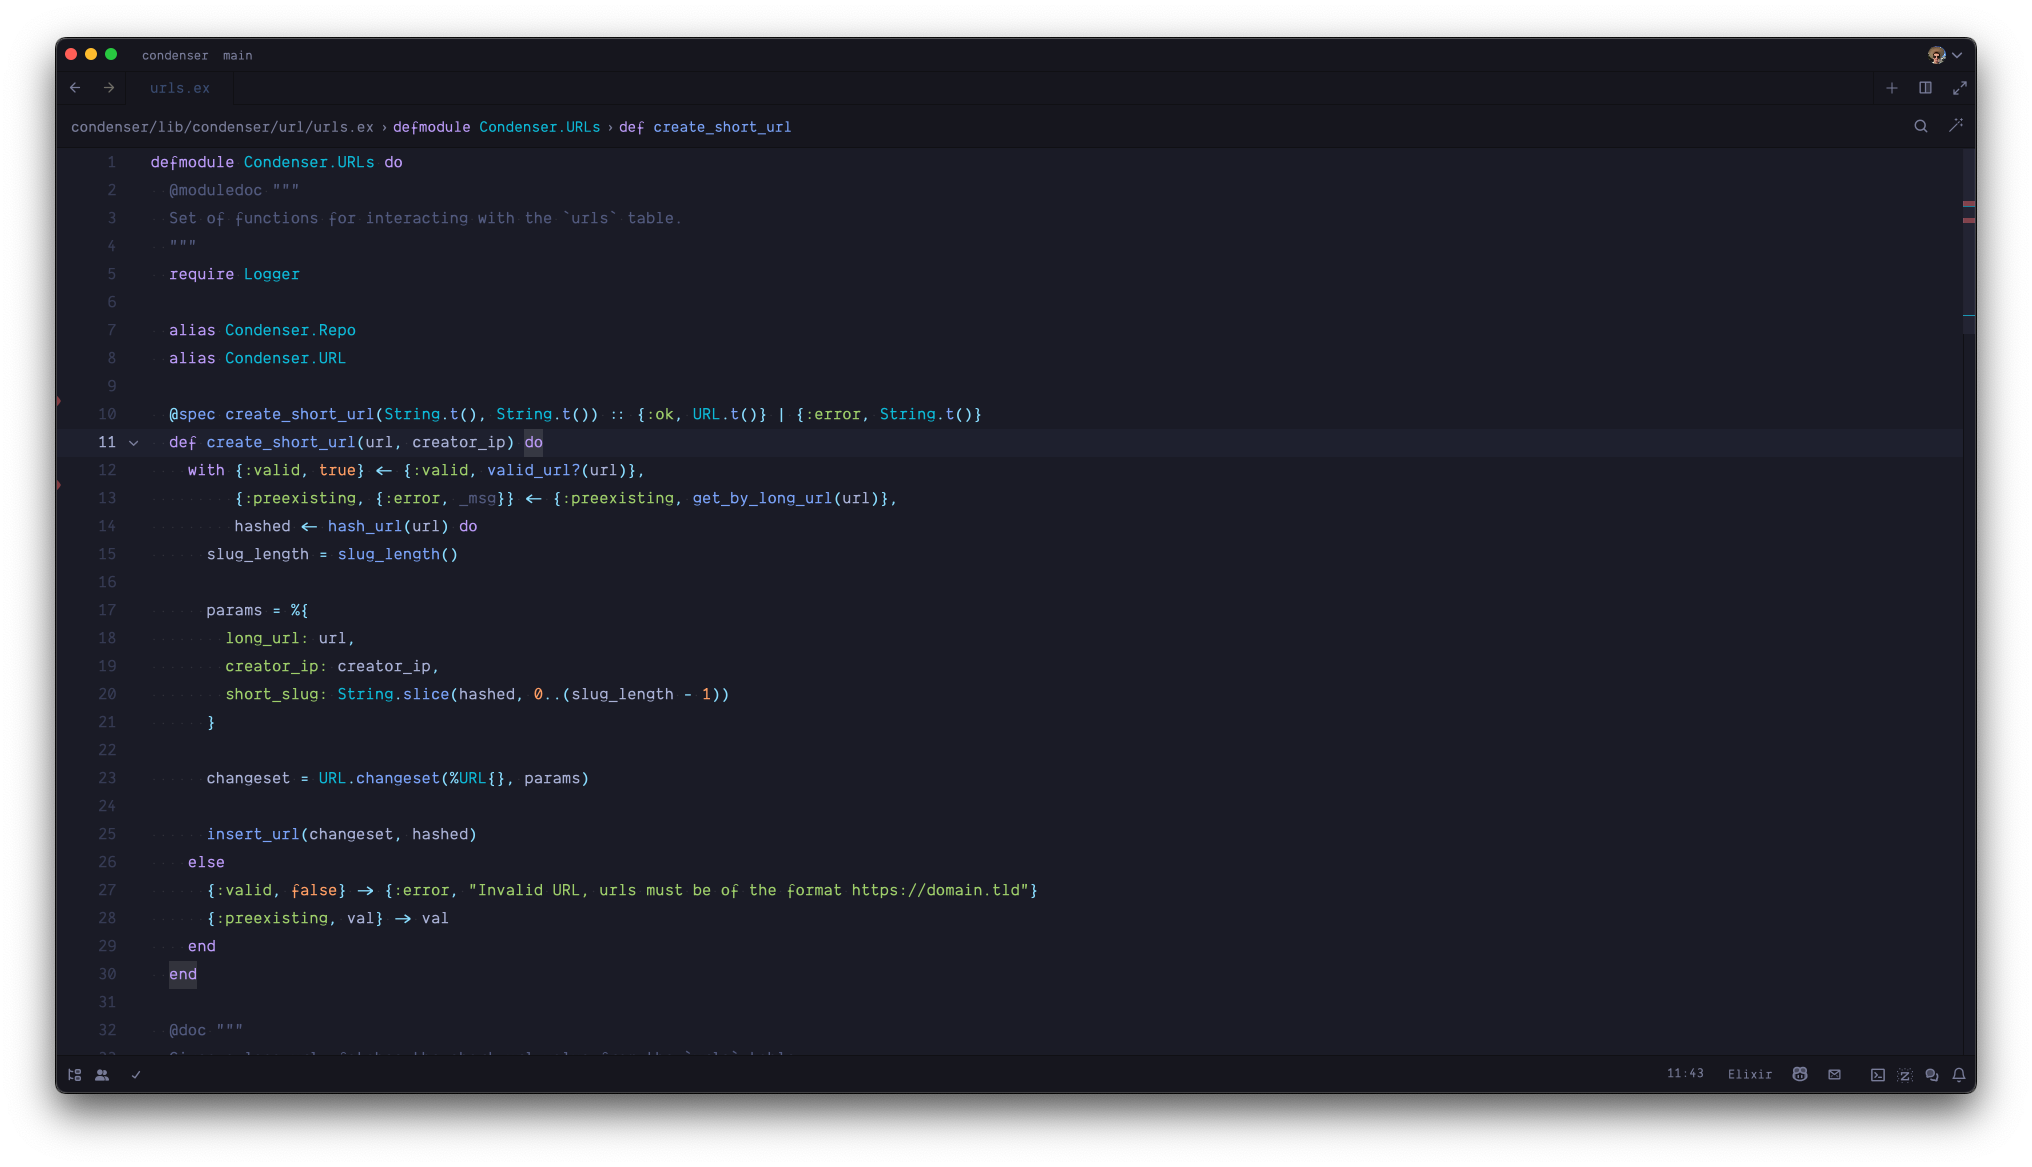 condenser main
urls.ex
condenser/lib/condenser/url/urls.ex › defmodule Condenser.URLs › def create_short_url
1 defmodule Condenser.URLs do
2 @moduledoc """
3 Set of functions for interacting with the `urls` table.
4 """
5 require Logger
6
7 alias Condenser.Repo
8 alias Condenser.URL
9
10 @spec create_short_url(String.t(), String.t()) :: {:ok, URL.t()} | {:error, String.t()}
11 def create_short_url(url, creator_ip) do
12 with {:valid, true} <- {:valid, valid_url?(url)},
13 {:preexisting, {:error, _msg}} <- {:preexisting, get_by_long_url(url)},
14 hashed <- hash_url(url) do
15 slug_length = slug_length()
16
17 params = %{
18 long_url: url,
19 creator_ip: creator_ip,
20 short_slug: String.slice(hashed, 0..(slug_length - 1))
21 }
22
23 changeset = URL.changeset(%URL{}, params)
24
25 insert_url(changeset, hashed)
26 else
27 {:valid, false} -> {:error, "Invalid URL, urls must be of the format https://domain.tld"}
28 {:preexisting, val} -> val
29 end
30 end
31
32 @doc """
11:43 Elixir